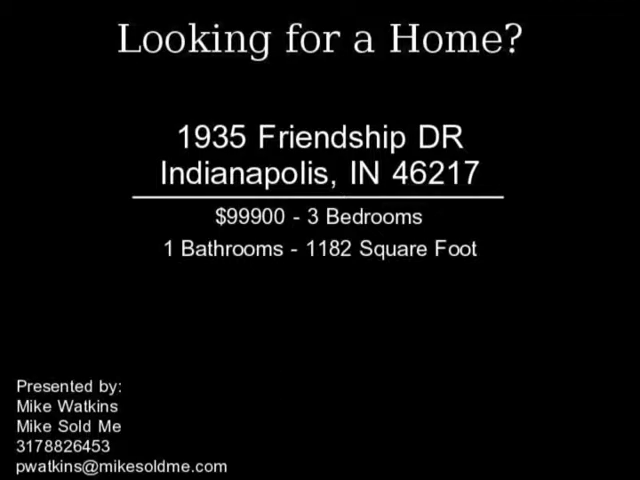 Looking for a Home?
1935 Friendship DR
Indianapolis, IN 46217
$99900 - 3 Bedrooms
1 Bathrooms - 1182 Square Foot
Presented by:
Mike Watkins
Mike Sold Me
3178826453
pwatkins@mikesoldme.com